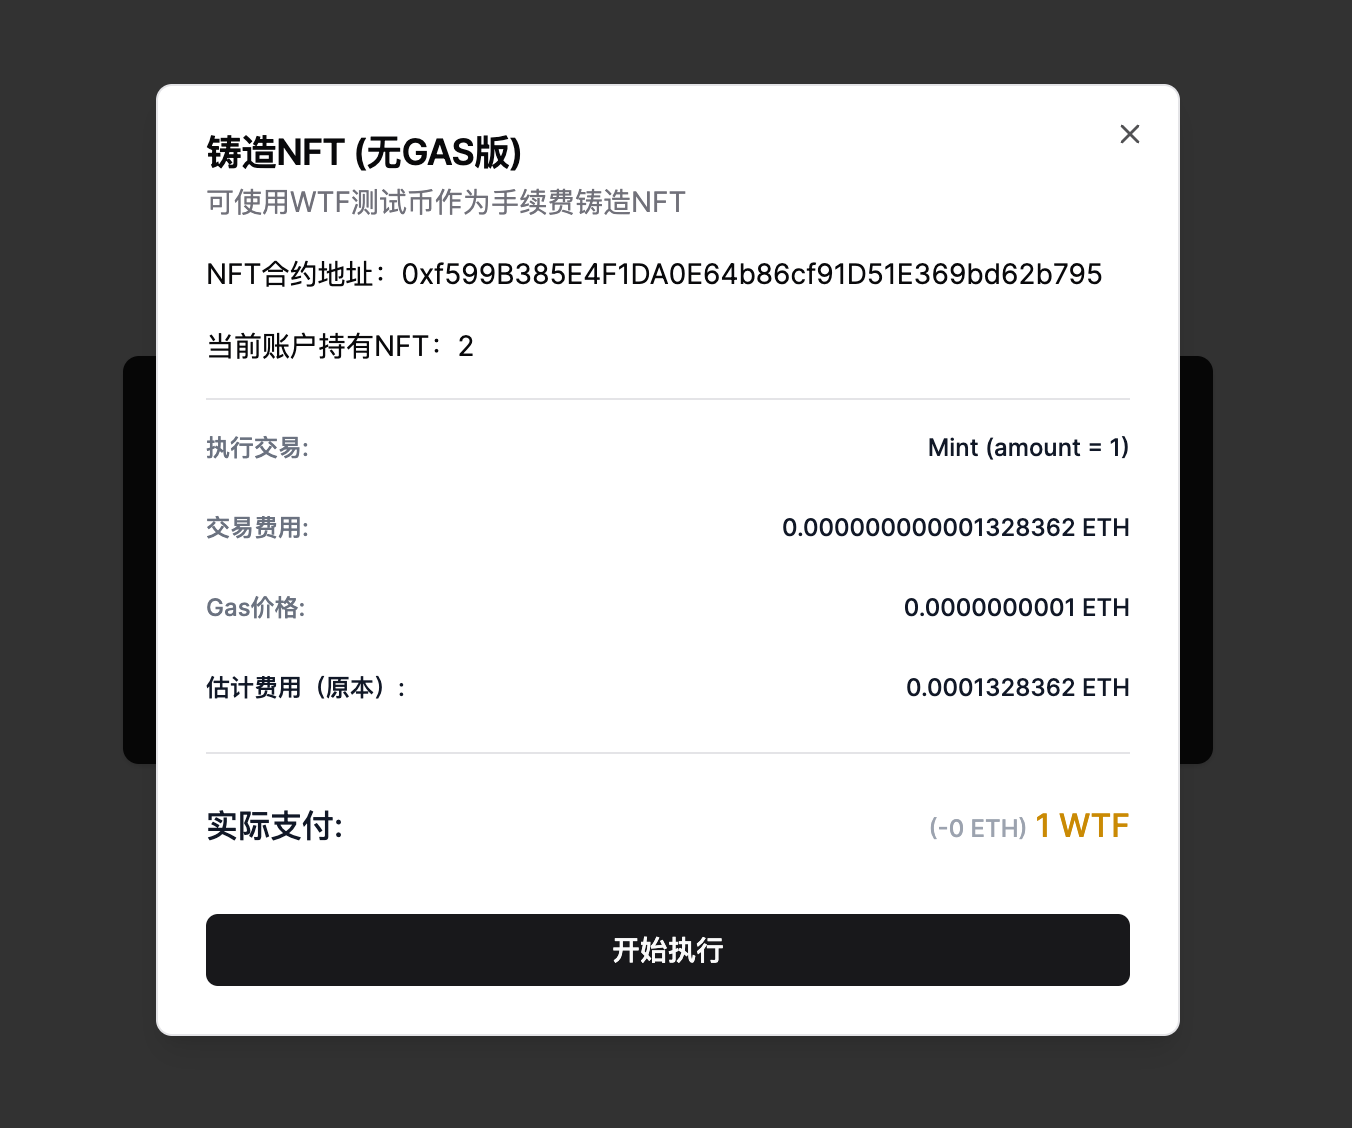 铸造NFT (无GAS版)
可使用WTF测试币作为手续费铸造NFT
NFT合约地址：0xf599B385E4F1DA0E64b86cf91D51E369bd62b795
当前账户持有NFT：2
执行交易: Mint (amount = 1)
交易费用: 0.000000000001328362 ETH
Gas价格: 0.0000000001 ETH
估计费用（原本）: 0.0001328362 ETH
实际支付: (-0 ETH) 1 WTF
开始执行